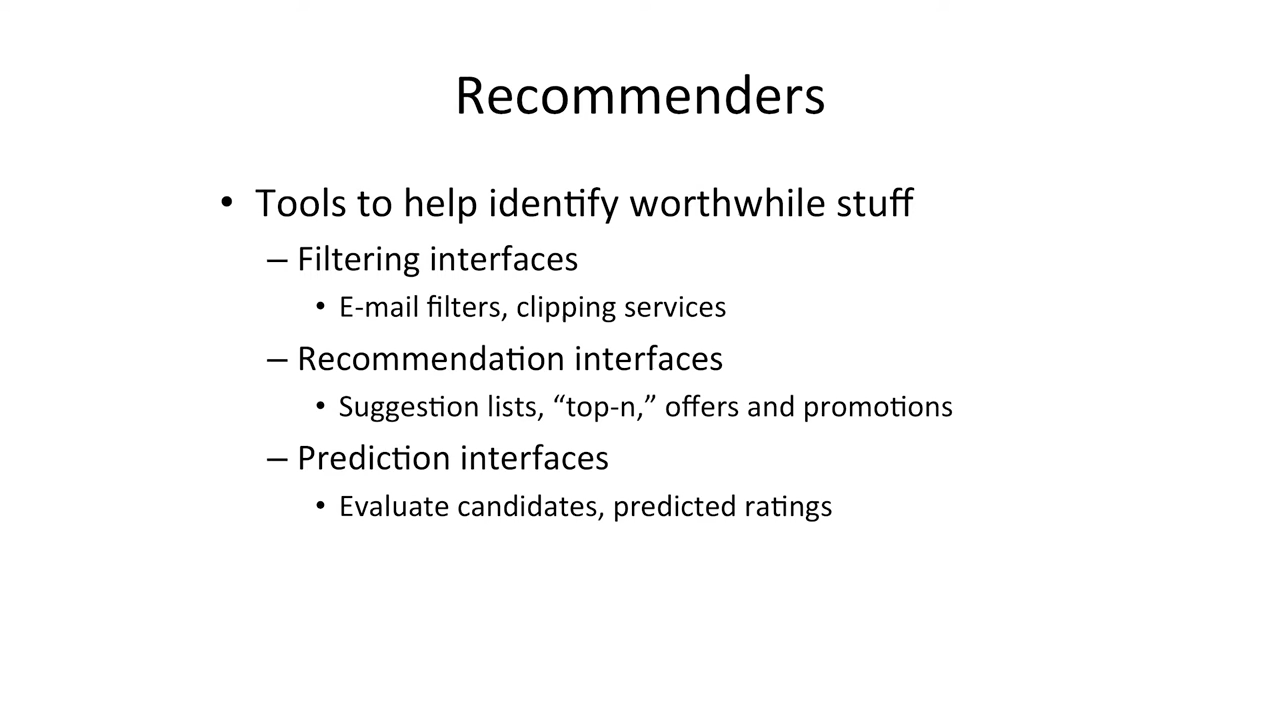 Recommenders
• Tools to help identify worthwhile stuff
– Filtering interfaces
• E-mail filters, clipping services
– Recommendation interfaces
• Suggestion lists, “top-n,” offers and promotions
– Prediction interfaces
• Evaluate candidates, predicted ratings